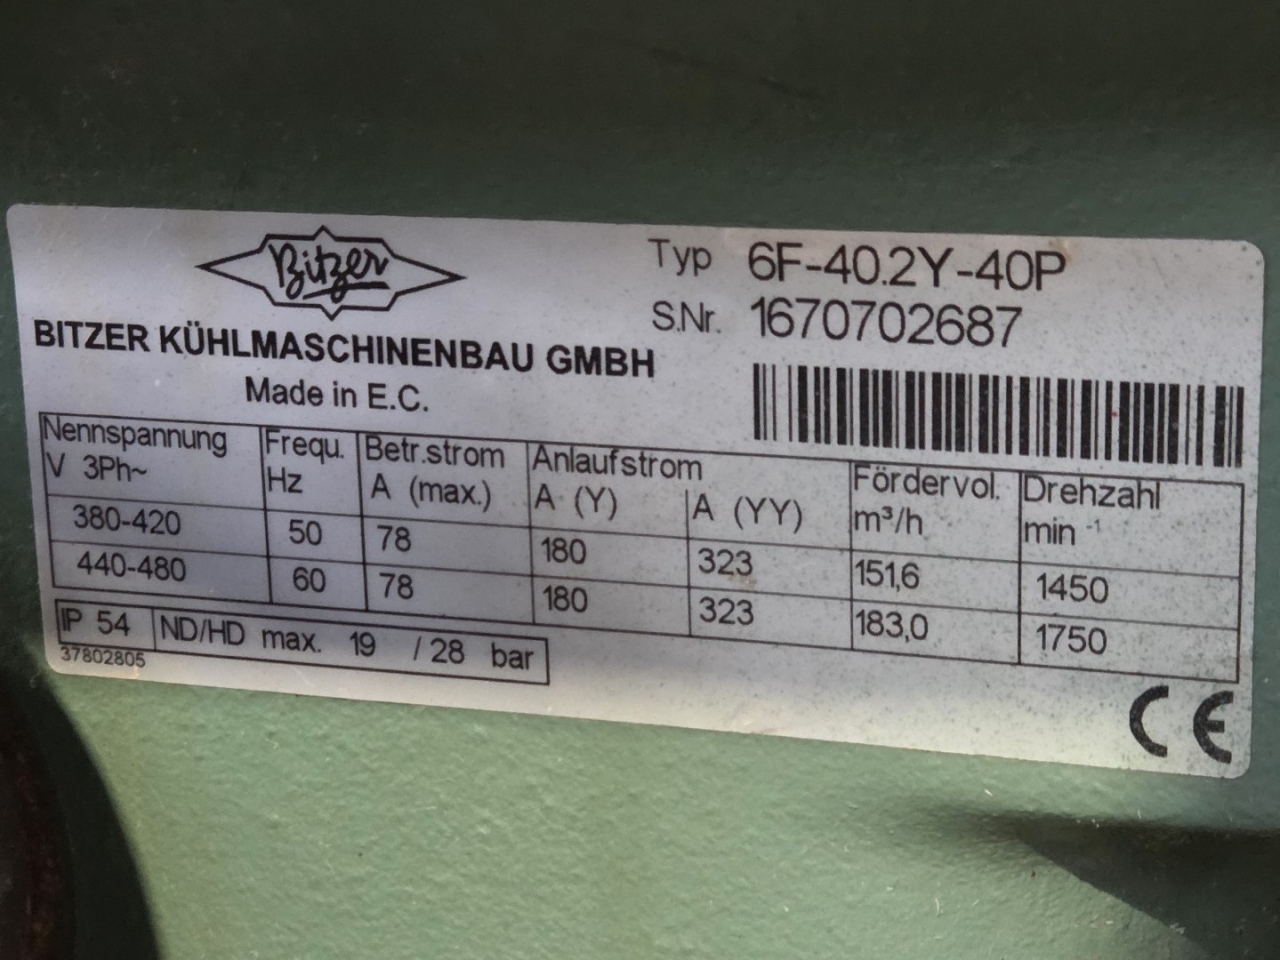 Bitzer
BITZER KÜHLMASCHINENBAU GMBH
Made in E.C.
Typ 6F-40.2Y-40P
S.Nr. 1670702687
Nennspannung V 3Ph~ Frequ. Hz Betr.strom A (max.) Anlaufstrom A (Y) A (YY) Fördervol. m³/h Drehzahl min -1
380-420 50 78 180 323 151,6 1450
440-480 60 78 180 323 183,0 1750
IP 54 ND/HD max. 19 / 28 bar
37802805
CE